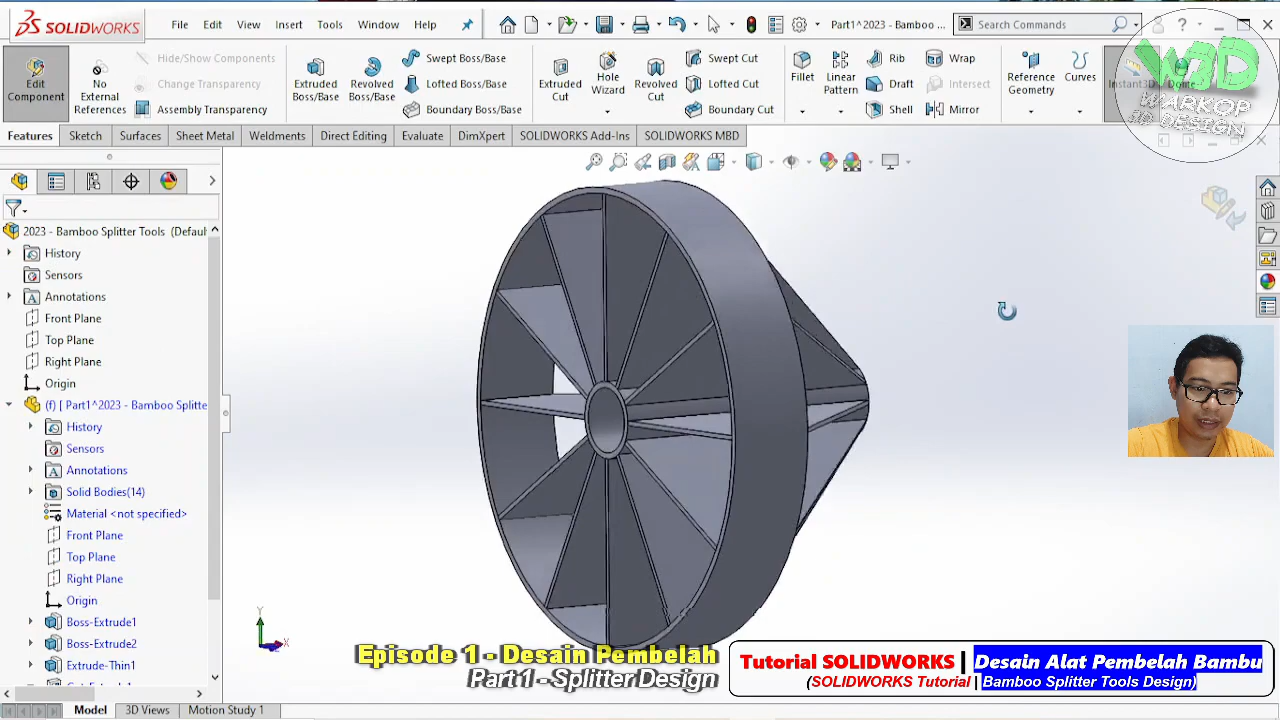 SOLIDWORKS
File Edit View Insert Tools Window Help
Part1^2023 - Bamboo ...
Search Commands
Edit Component
No External References
Hide/Show Components
Change Transparency
Assembly Transparency
Extruded Boss/Base
Revolved Boss/Base
Swept Boss/Base
Lofted Boss/Base
Boundary Boss/Base
Extruded Cut
Hole Wizard
Revolved Cut
Swept Cut
Lofted Cut
Boundary Cut
Fillet
Linear Pattern
Rib
Draft
Shell
Wrap
Intersect
Mirror
Reference Geometry
Curves
Instant3D
WJD
WARKOP
3D DESIGN
Features Sketch Surfaces Sheet Metal Weldments Direct Editing Evaluate DimXpert SOLIDWORKS Add-Ins SOLIDWORKS MBD
2023 - Bamboo Splitter Tools (Defaul
History
Sensors
Annotations
Front Plane
Top Plane
Right Plane
Origin
(f) [ Part1^2023 - Bamboo Splitte
History
Sensors
Annotations
Solid Bodies(14)
Material <not specified>
Front Plane
Top Plane
Right Plane
Origin
Boss-Extrude1
Boss-Extrude2
Extrude-Thin1
Y
X
Episode 1 - Desain Pembelah
Part 1 - Splitter Design
Tutorial SOLIDWORKS | Desain Alat Pembelah Bambu
(SOLIDWORKS Tutorial | Bamboo Splitter Tools Design)
Model 3D Views Motion Study 1